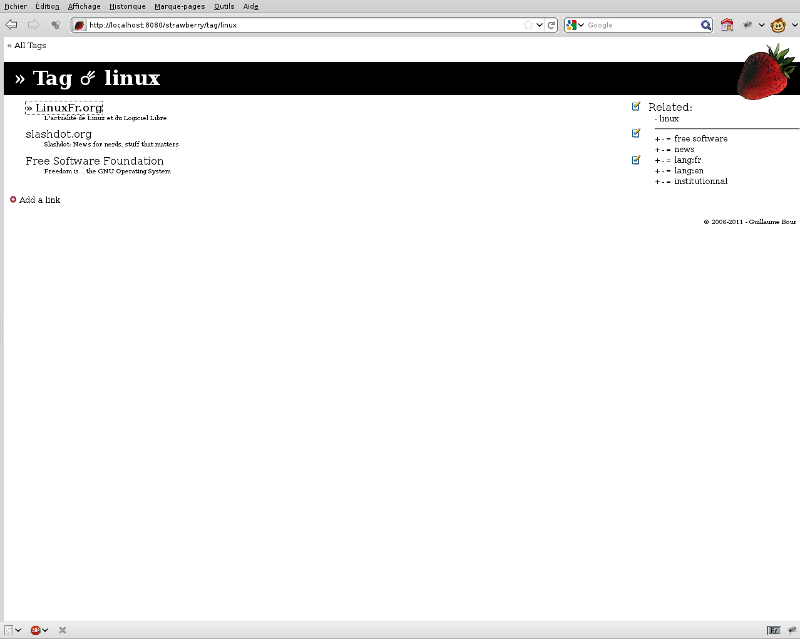 Fichier Édition Affichage Historique Marque-pages Outils Aide
http://localhost:8080/strawberry/tag/linux
Google
« All Tags
» Tag linux
» LinuxFr.org
L'actualité de Linux et du Logiciel Libre
slashdot.org
Slashdot: News for nerds, stuff that matters
Free Software Foundation
Freedom is... the GNU Operating System
Add a link
Related:
- linux
+ - = free software
+ - = news
+ - = lang:fr
+ - = lang:en
+ - = institutionnal
© 2006-2011 - Guillaume Bour